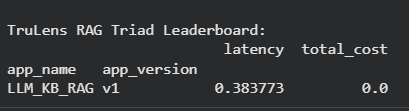 TruLens RAG Triad Leaderboard:
latency total_cost
app_name app_version
LLM_KB_RAG v1 0.383773 0.0